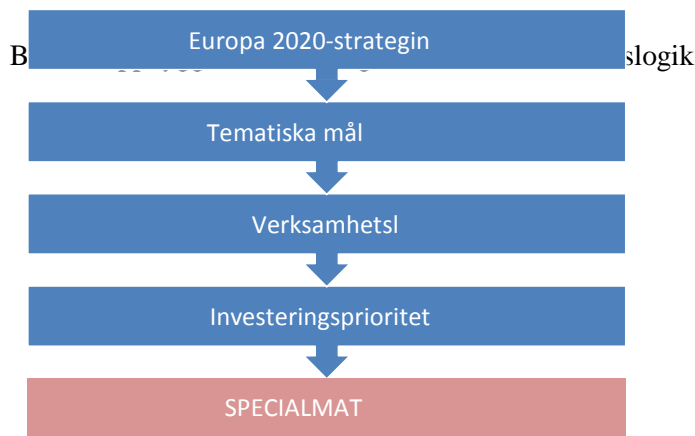 Europa 2020-strategin
B slogik
Tematiska mål
Verksamhetsl
Investeringsprioritet
SPECIALMAT